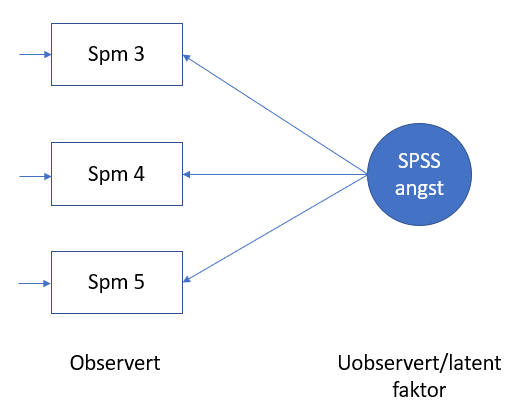 Spm 3
Spm 4
SPSS
angst
Spm 5
Observert
Uobservert/latent
faktor